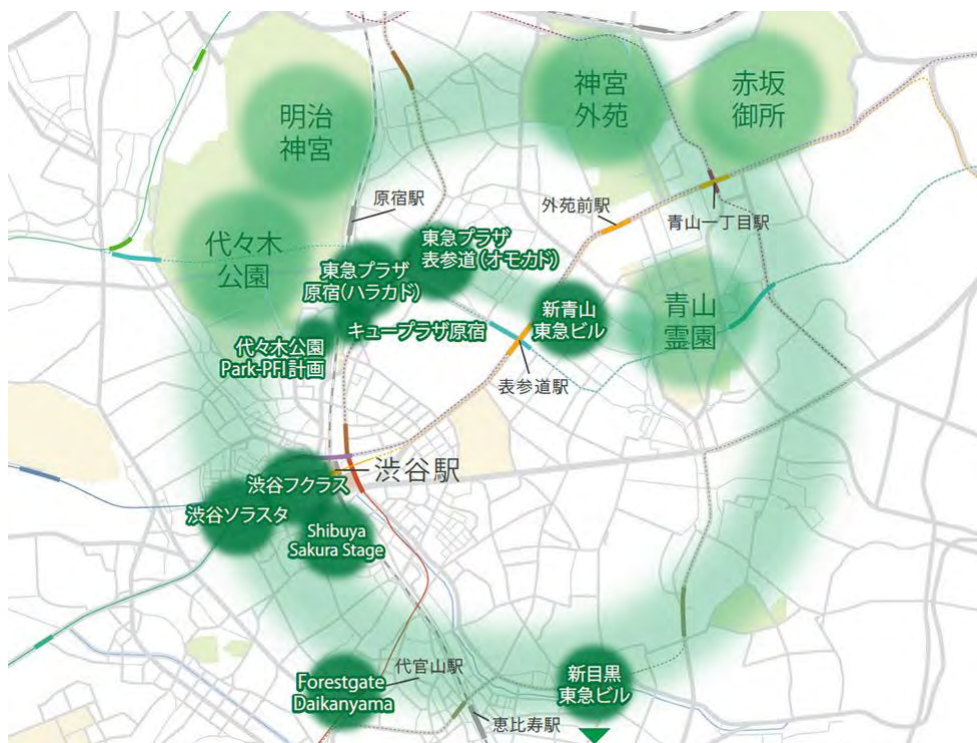 明治
神宮
神宮
外苑
赤坂
御所
原宿駅
外苑前駅
青山一丁目駅
代々木
公園
東急プラザ
表参道(オモカド)
東急プラザ
原宿(ハラカド)
キュープラザ原宿
新青山
東急ビル
青山
霊園
代々木公園
Park-PFI計画
表参道駅
渋谷駅
渋谷フクラス
渋谷ソラスタ
Shibuya
Sakura Stage
代官山駅
Forestgate
Daikanyama
新目黒
東急ビル
恵比寿駅